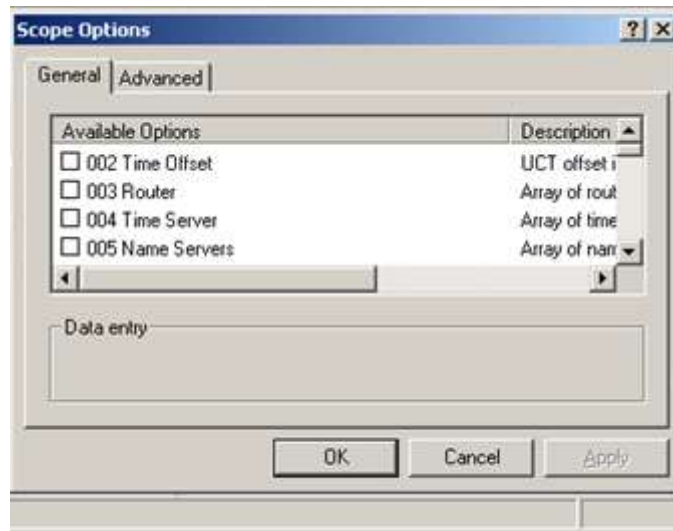 Scope Options
General Advanced
Available Options Description
002 Time Offset UCT offset i
003 Router Array of rout
004 Time Server Array of time
005 Name Servers Array of nam
Data entry
OK Cancel Apply